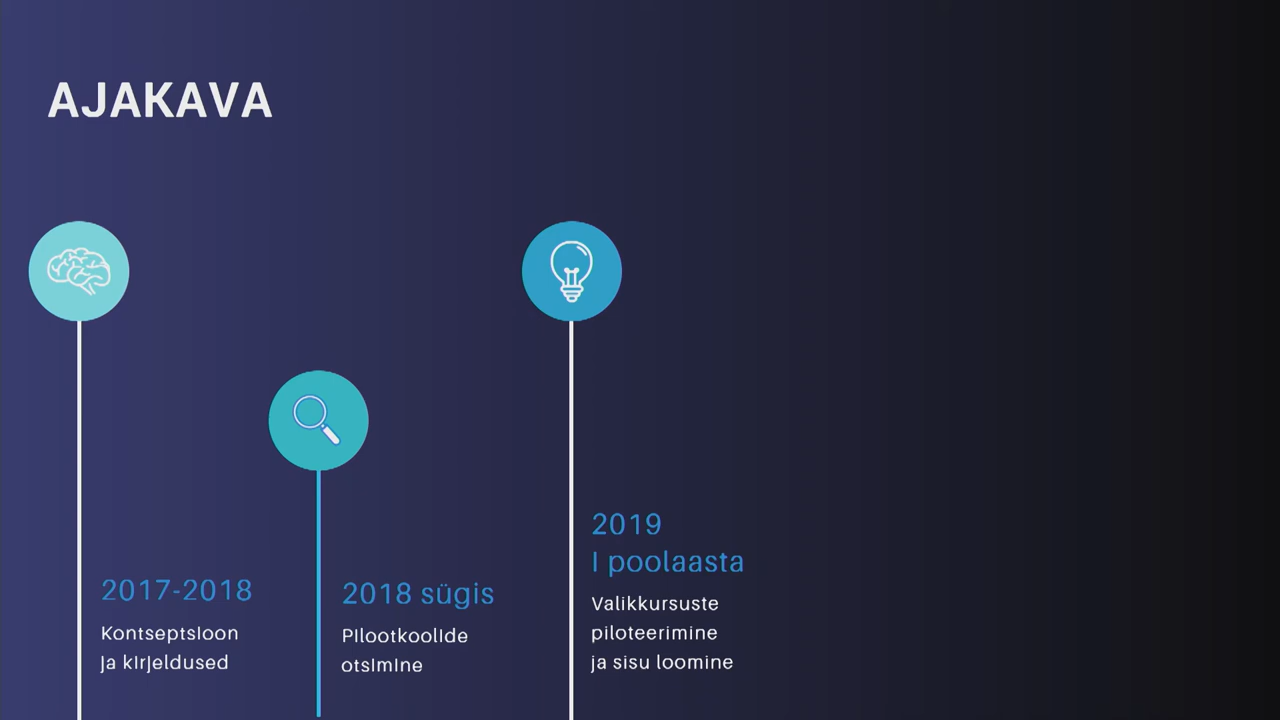 AJAKAVA
2017-2018
Kontseptsioon
ja kirjeldused
2018 sügis
Pilootkoolide
otsimine
2019
I poolaasta
Valikkursuste
piloteerimine
ja sisu loomine